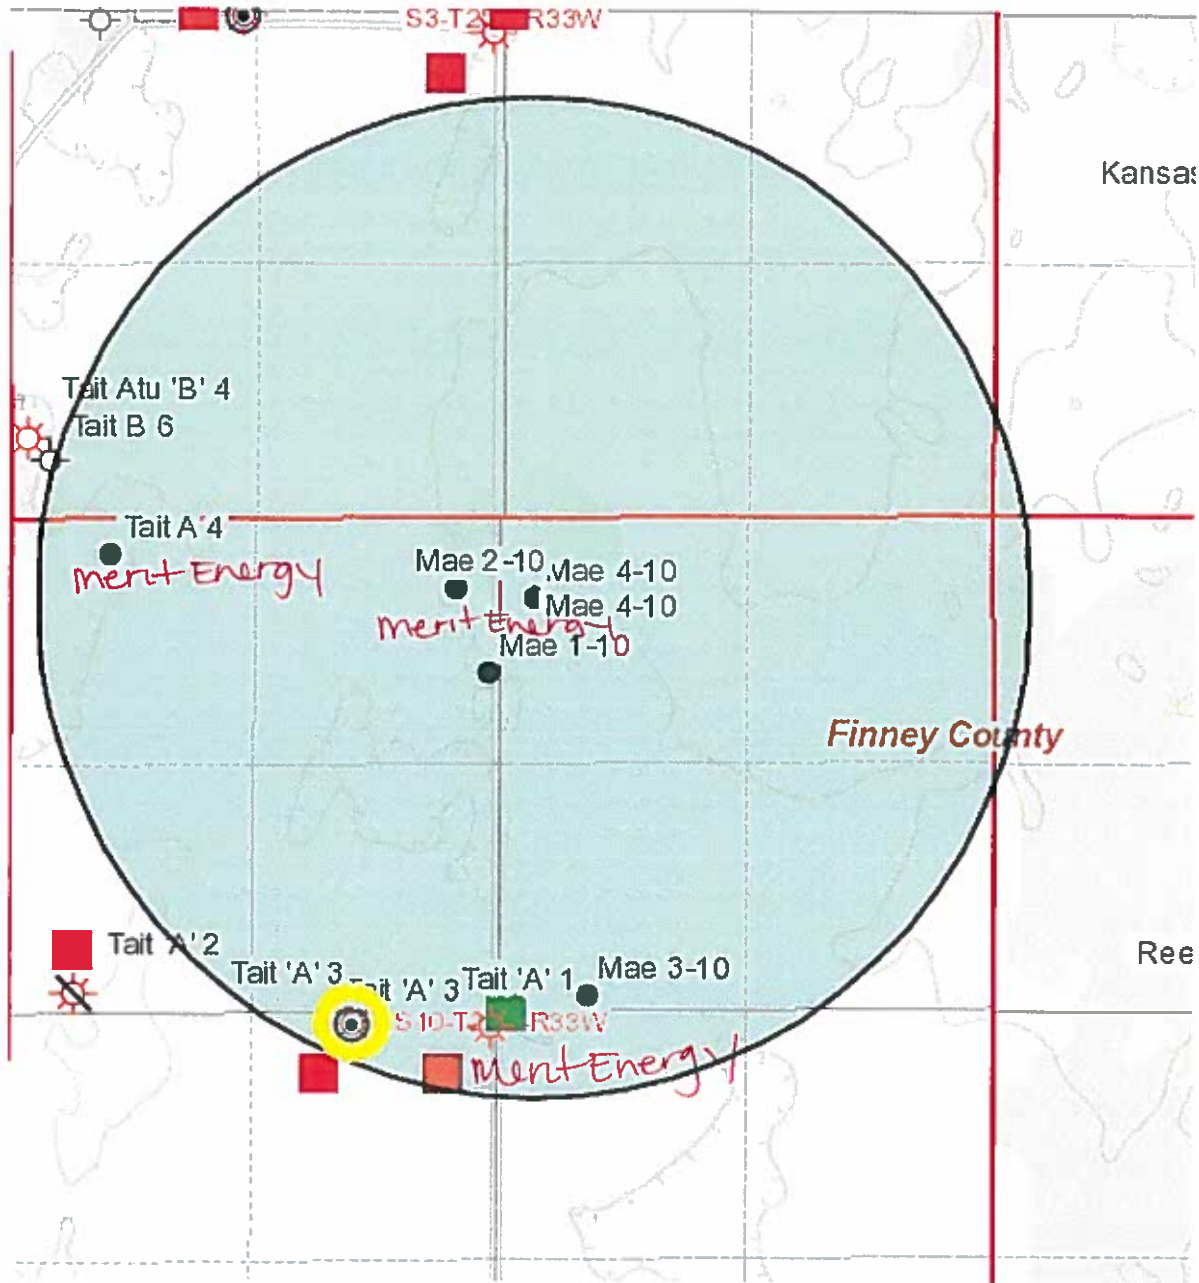 S3-T2 R33W
Kansas
Tait Atu 'B' 4
Tait B 6
Tait A 4
Merit Energy
Mae 2-10
Mae 4-10
Mae 4-10
Merit Energy
Mae 1-10
Finney County
Tait 'A' 2
Ree
Tait 'A' 3
Tait 'A' 3
Tait 'A' 1
Mae 3-10
S10-T2 R33W
Merit Energy